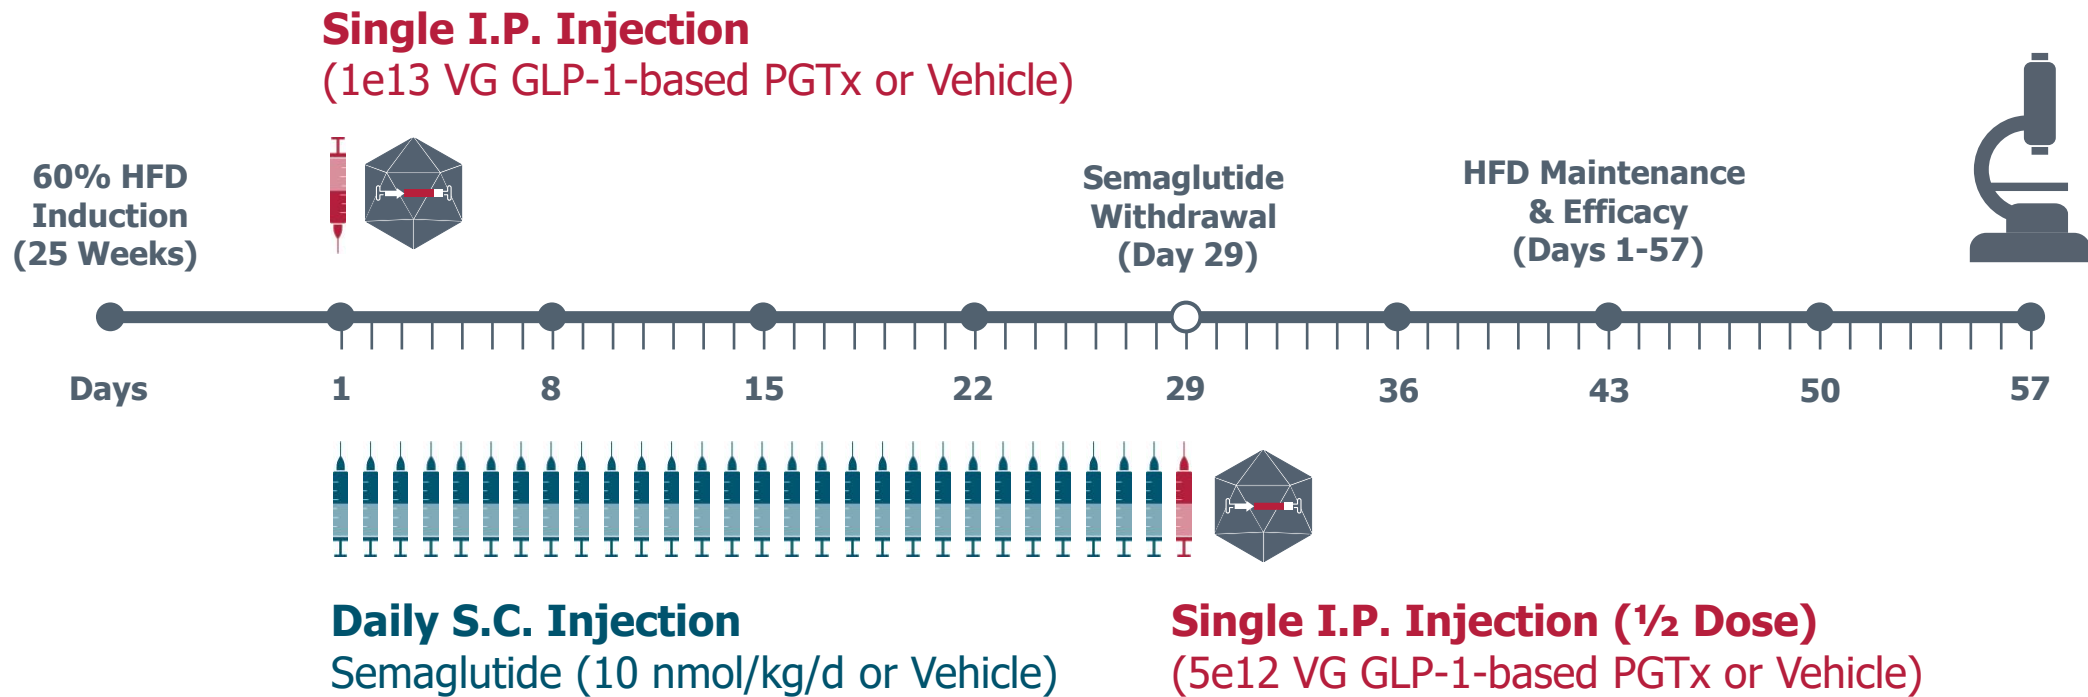 Single I.P. Injection
(1e13 VG GLP-1-based PGTx or Vehicle)
60% HFD
Induction
(25 Weeks)
Semaglutide
Withdrawal
(Day 29)
HFD Maintenance
& Efficacy
(Days 1-57)
Days 1 8 15 22 29 36 43 50 57
Daily S.C. Injection
Semaglutide (10 nmol/kg/d or Vehicle)
Single I.P. Injection (½ Dose)
(5e12 VG GLP-1-based PGTx or Vehicle)